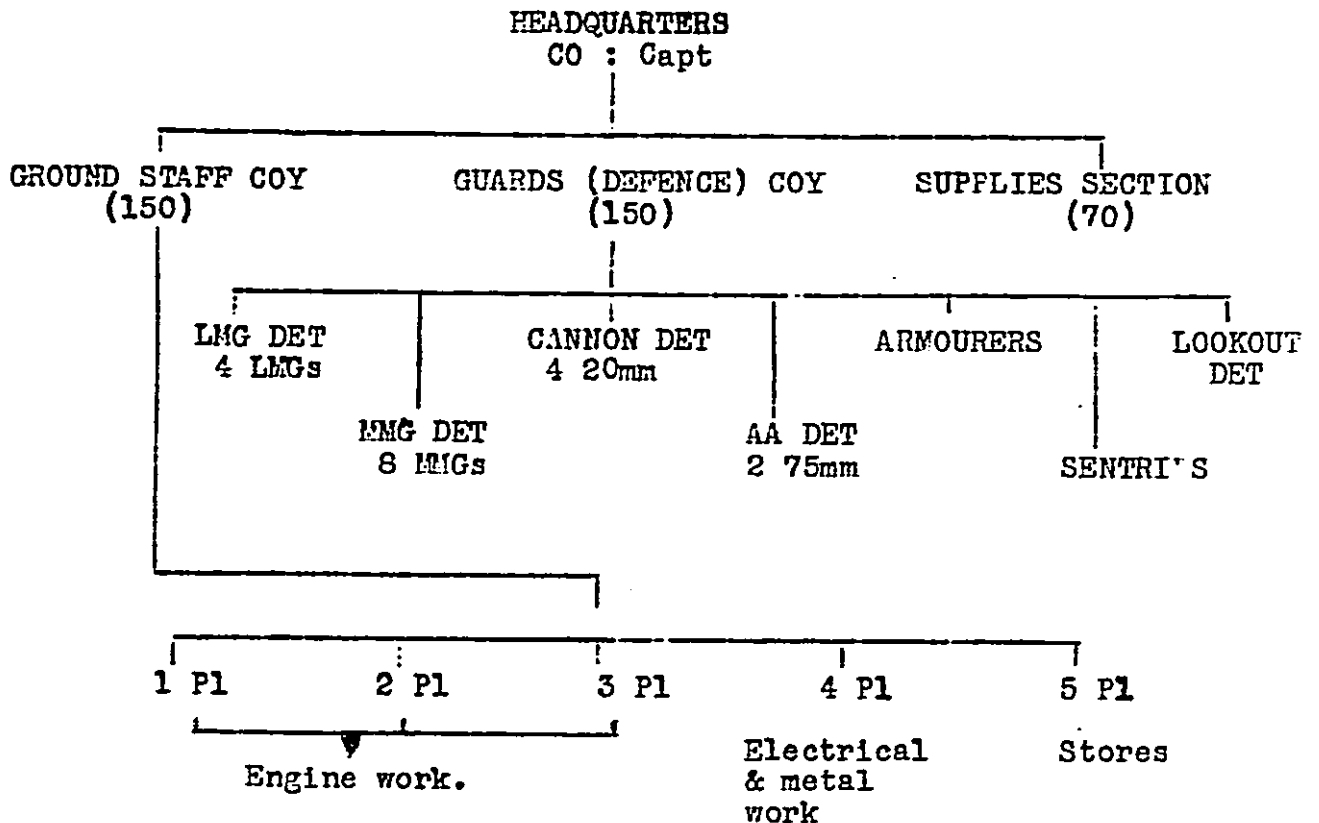 HEADQUARTERS
CO : Capt
GROUND STAFF COY
(150)
GUARDS (DEFENCE) COY
(150)
SUPPLIES SECTION
(70)
LMG DET
4 LMGs
CANNON DET
4 20mm
ARMOURERS
LOOKOUT
DET
MMG DET
8 MMGs
AA DET
2 75mm
SENTRI'S
1 Pl
2 Pl
3 Pl
4 Pl
5 Pl
Engine work.
Electrical
& metal
work
Stores